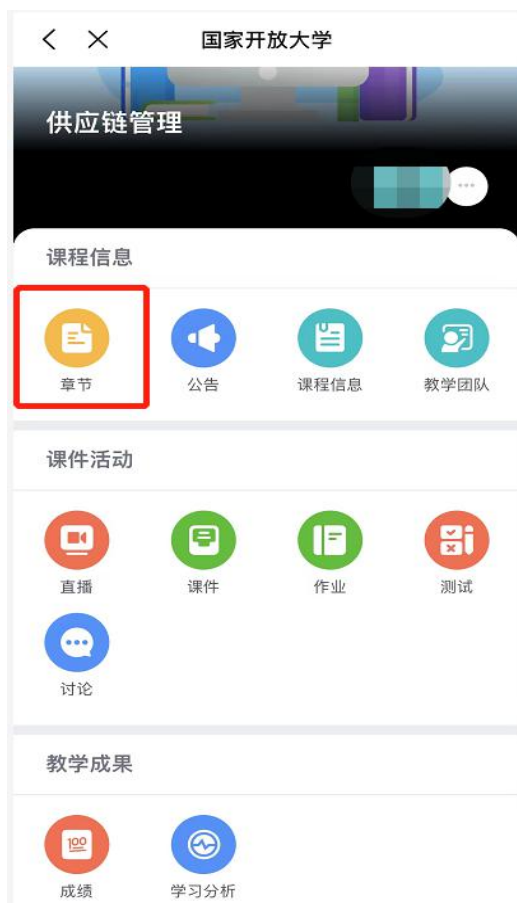 国家开放大学
供应链管理
课程信息
章节 公告 课程信息 教学团队
课件活动
直播 课件 作业 测试
讨论
教学成果
100
成绩 学习分析